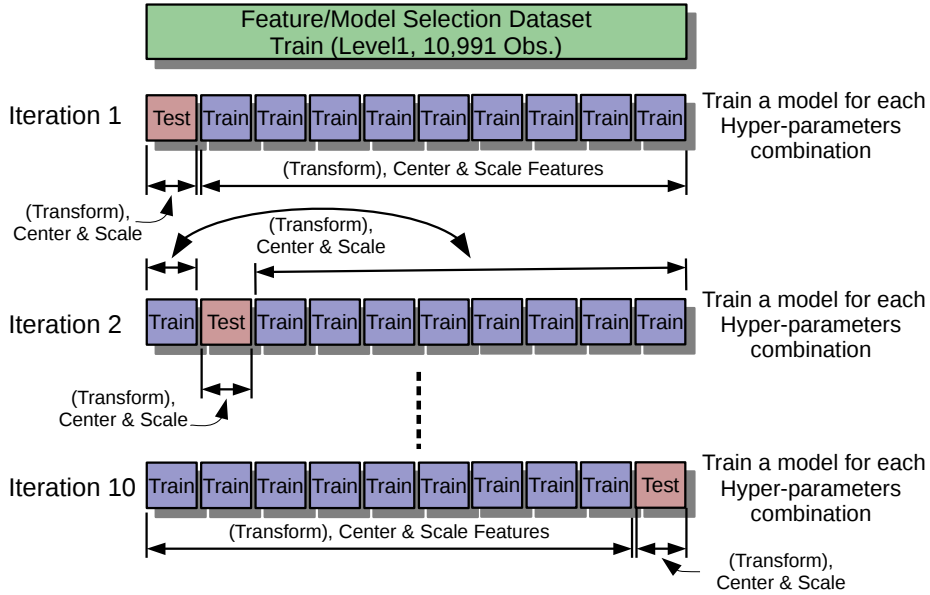 Feature/Model Selection Dataset
Train (Level1, 10,991 Obs.)
Iteration 1
Test Train Train Train Train Train Train Train Train Train
Train a model for each
Hyper-parameters
combination
(Transform), Center & Scale Features
(Transform),
Center & Scale
(Transform),
Center & Scale
Iteration 2
Train Test Train Train Train Train Train Train Train Train
Train a model for each
Hyper-parameters
combination
(Transform),
Center & Scale
Iteration 10
Train Train Train Train Train Train Train Train Train Test
Train a model for each
Hyper-parameters
combination
(Transform), Center & Scale Features
(Transform),
Center & Scale